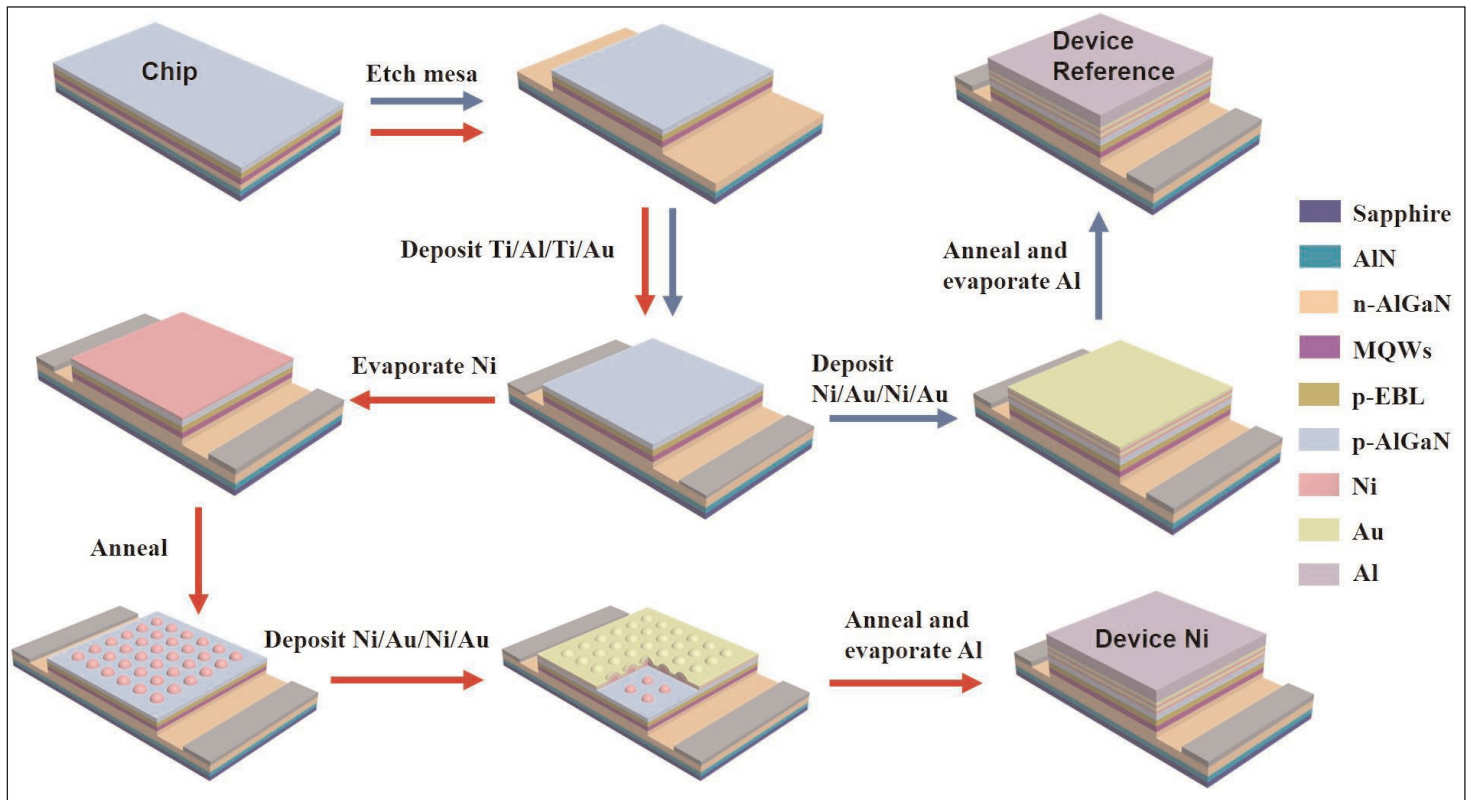 Chip
Etch mesa
Device
Reference
Deposit Ti/Al/Ti/Au
Anneal and
evaporate Al
Evaporate Ni
Deposit
Ni/Au/Ni/Au
Anneal
Deposit Ni/Au/Ni/Au
Anneal and
evaporate Al
Device Ni
Sapphire
AlN
n-AlGaN
MQWs
p-EBL
p-AlGaN
Ni
Au
Al